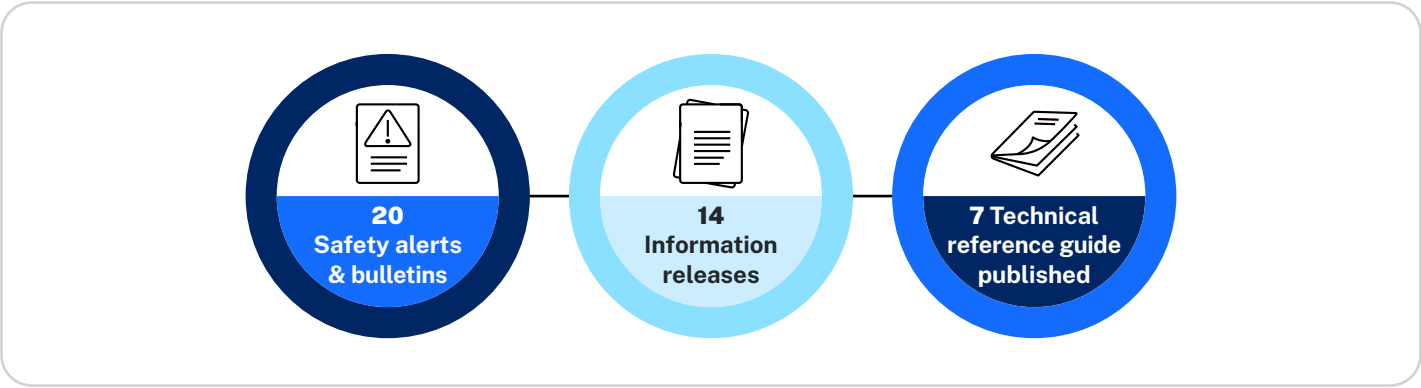 20
Safety alerts
& bulletins
14
Information
releases
7 Technical
reference guide
published